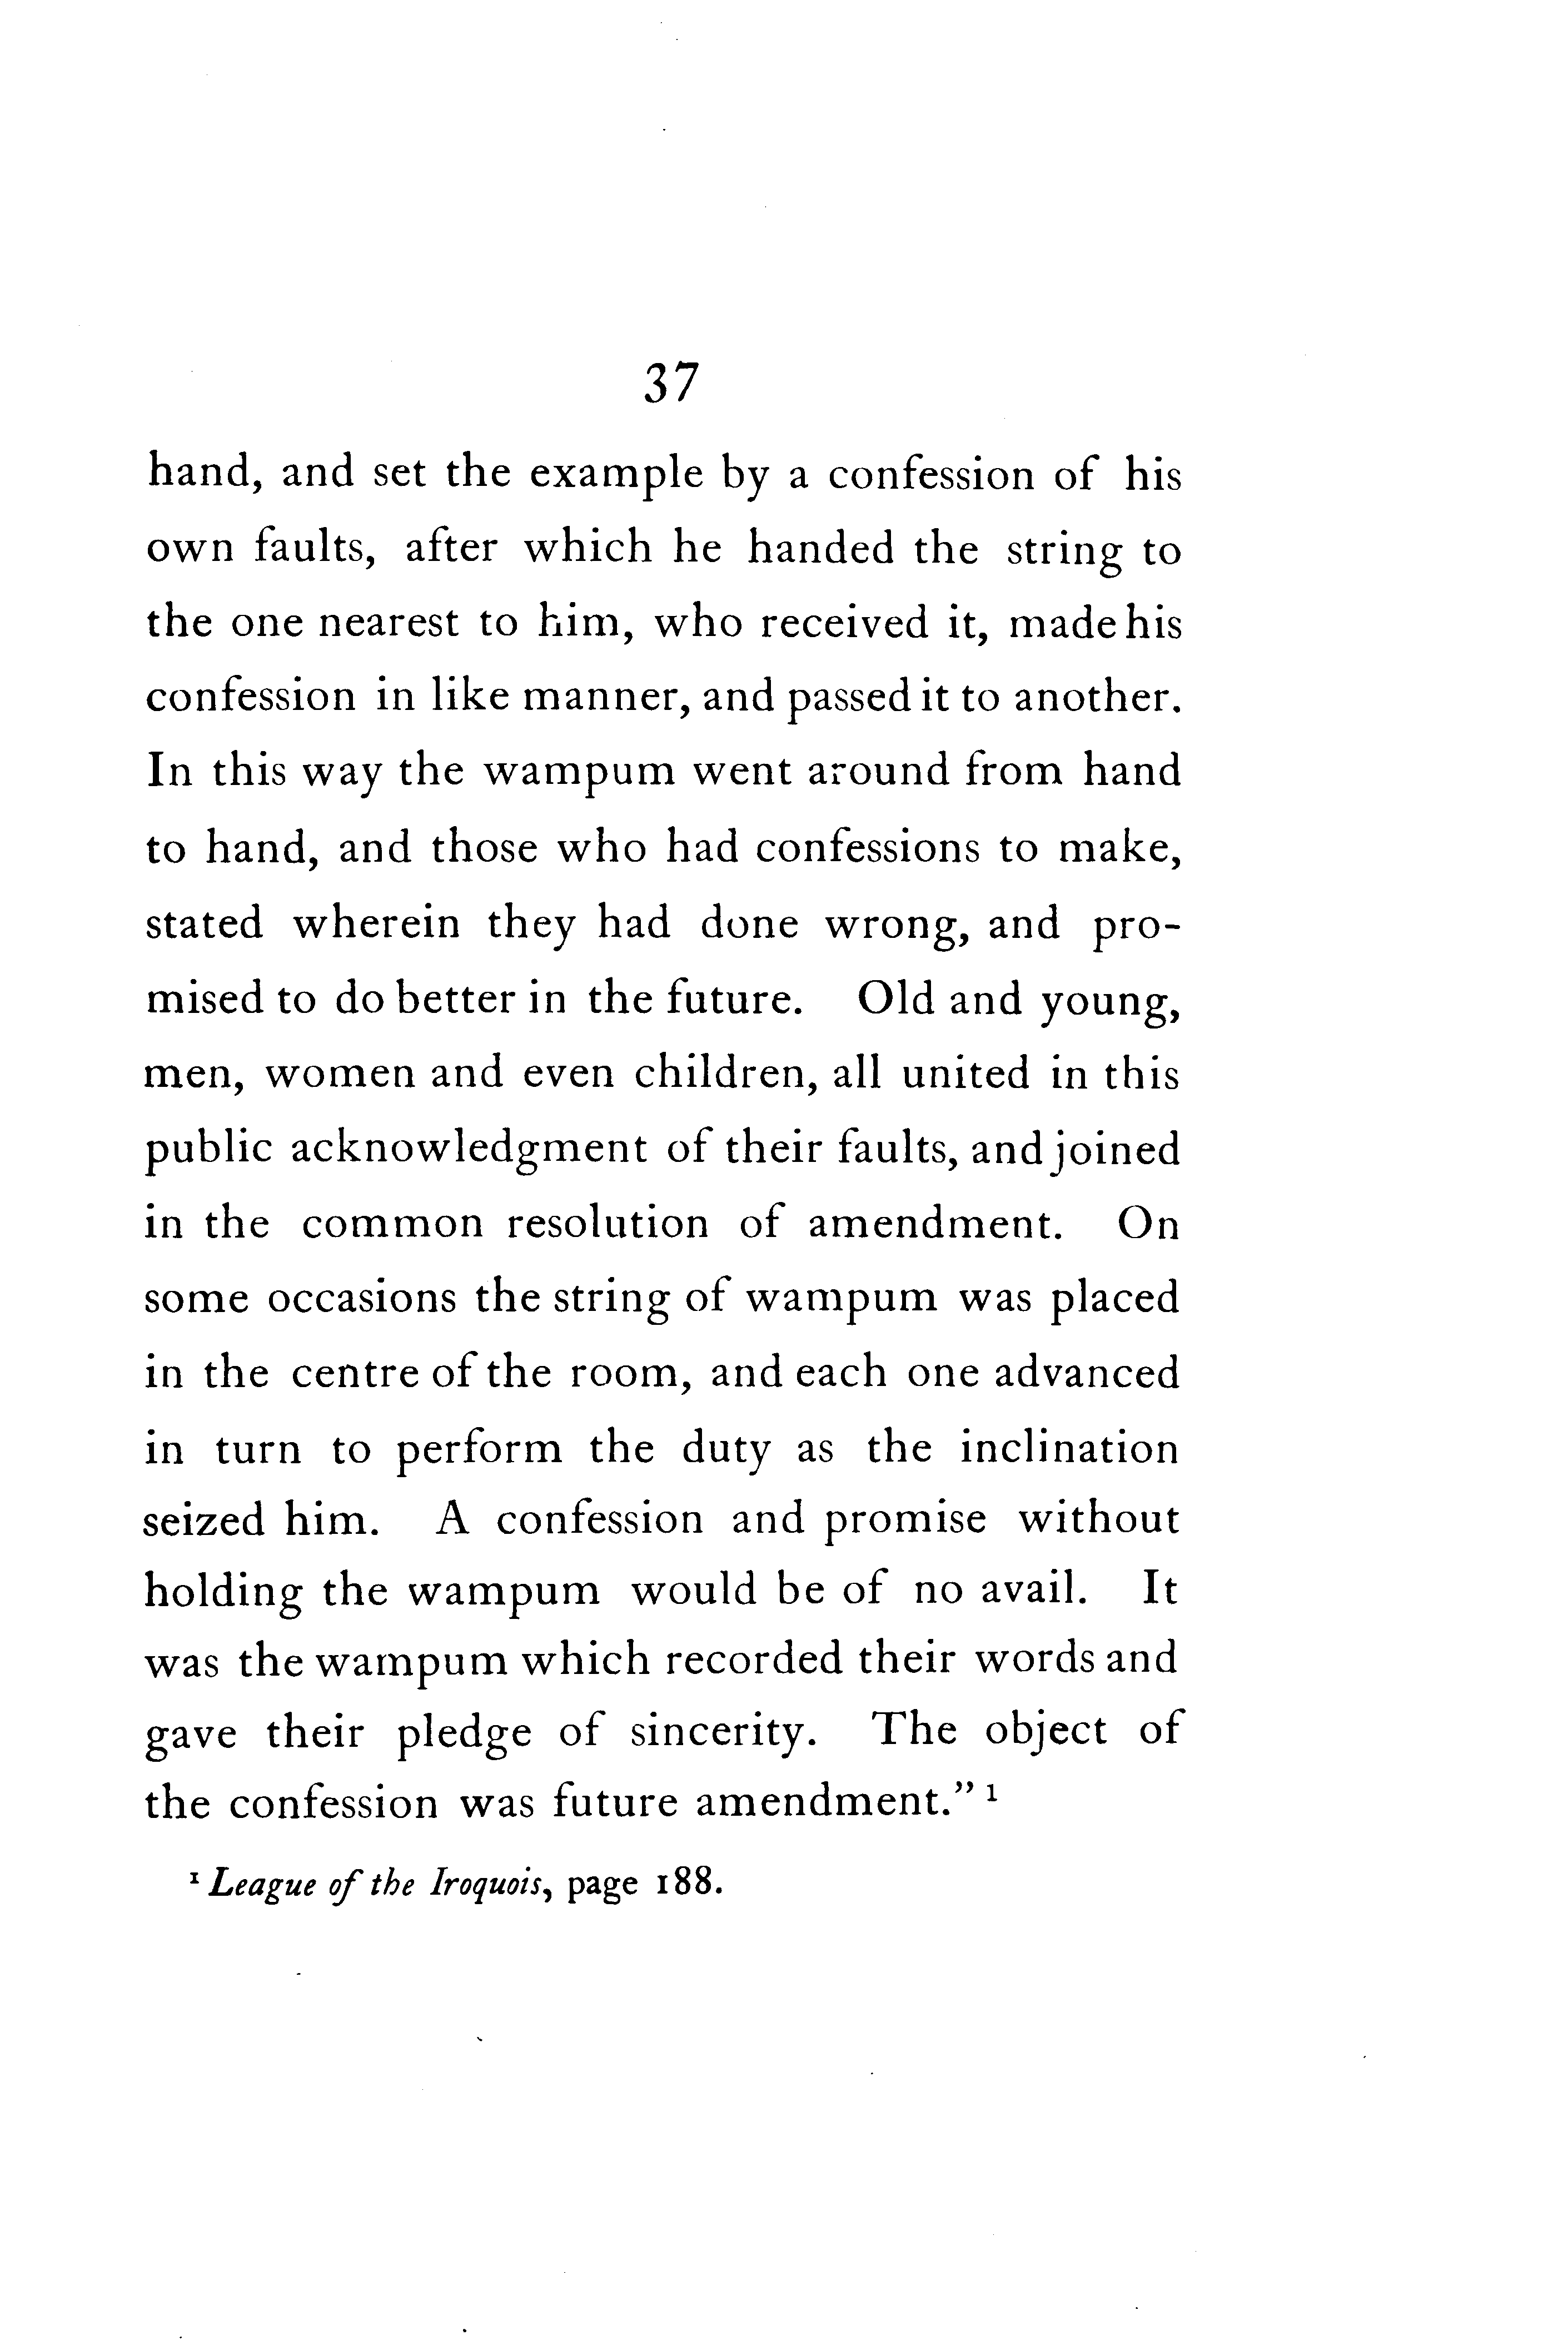 37
hand, and set the example by a confession of his
own faults, after which he handed the string to
the one nearest to him, who received it, made his
confession in like manner, and passed it to another.
In this way the wampum went around from hand
to hand, and those who had confessions to make,
stated wherein they had done wrong, and pro-
mised to do better in the future. Old and young,
men, women and even children, all united in this
public acknowledgment of their faults, and joined
in the common resolution of amendment. On
some occasions the string of wampum was placed
in the centre of the room, and each one advanced
in turn to perform the duty as the inclination
seized him. A confession and promise without
holding the wampum would be of no avail. It
was the wampum which recorded their words and
gave their pledge of sincerity. The object of
the confession was future amendment.” ¹
¹ League of the Iroquois, page 188.